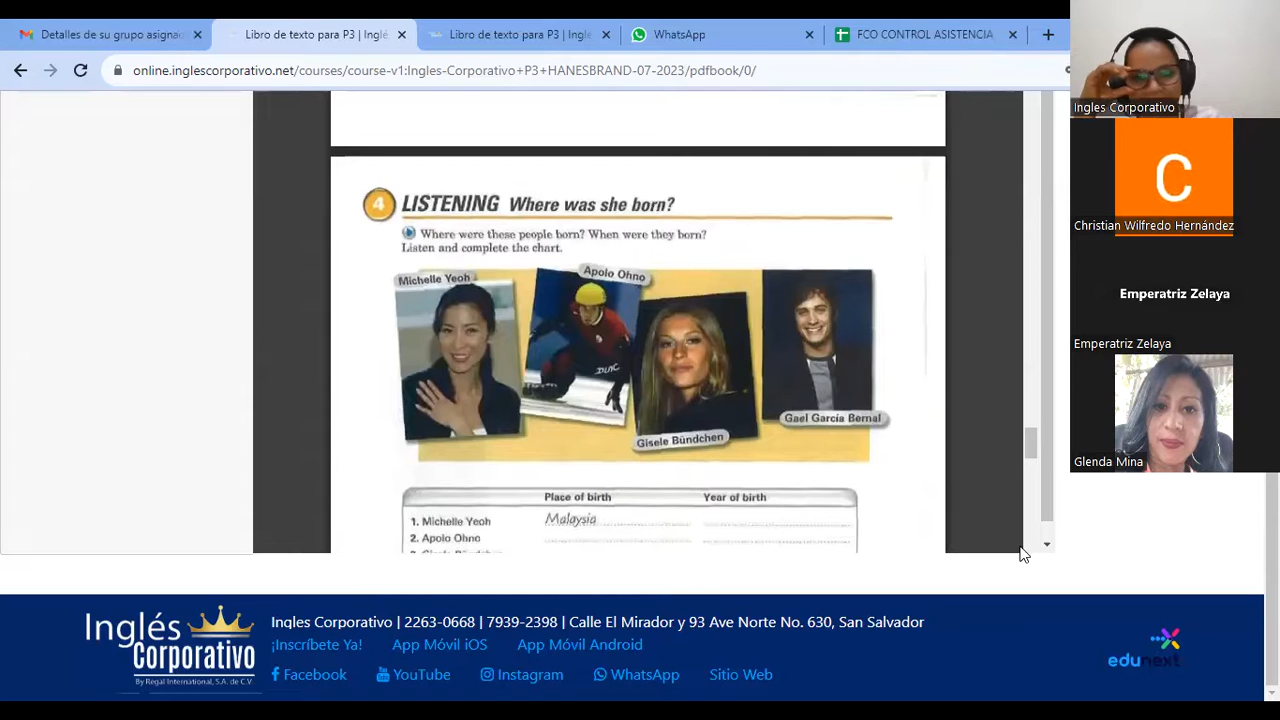 Detalles de su grupo asigna
Libro de texto para P3 | Inglé
Libro de texto para P3 | Inglé
WhatsApp
FCO CONTROL ASISTENCIA
online.inglescorporativo.net/courses/course-v1:Ingles-Corporativo+P3+HANESBRAND-07-2023/pdfbook/0/
Ingles Corporativo
Christian Wilfredo Hernández
Emperatriz Zelaya
Emperatriz Zelaya
Glenda Mina
C
4 LISTENING Where was she born?
Where were these people born? When were they born?
Listen and complete the chart.
Michelle Yeoh
Apolo Ohno
Gisele Bündchen
Gael García Bernal
Place of birth Year of birth
1. Michelle Yeoh Malaysia
2. Apolo Ohno
Inglés
Corporativo
By Regal International, S.A. de C.V.
Ingles Corporativo | 2263-0668 | 7939-2398 | Calle El Mirador y 93 Ave Norte No. 630, San Salvador
¡Inscríbete Ya! App Móvil iOS App Móvil Android
Facebook YouTube Instagram WhatsApp Sitio Web
edunext